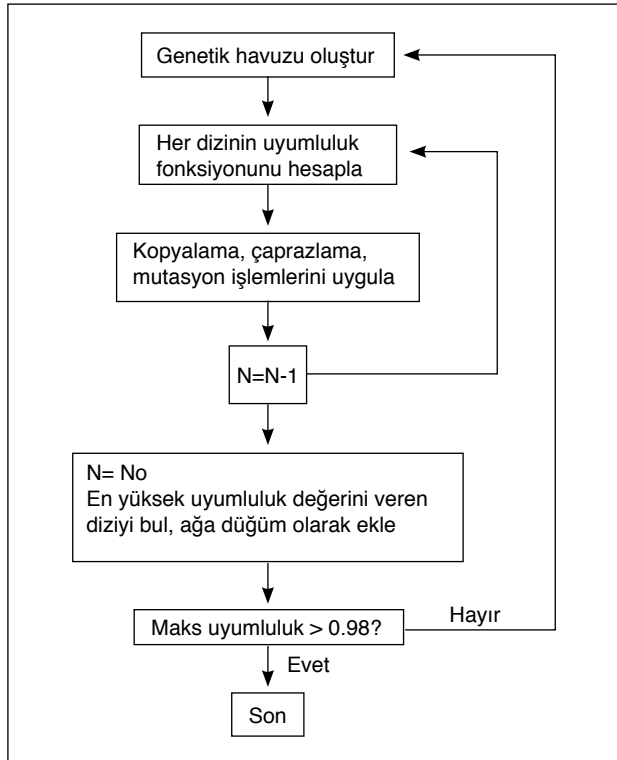 Genetik havuzu oluştur
Her dizinin uyumluluk
fonksiyonunu hesapla
Kopyalama, çaprazlama,
mutasyon işlemlerini uygula
N=N-1
N= No
En yüksek uyumluluk değerini veren
diziyi bul, ağa düğüm olarak ekle
Maks uyumluluk > 0.98?
Hayır
Evet
Son